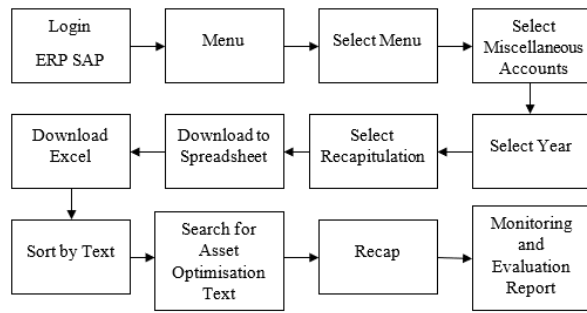 Login
ERP SAP
Menu
Select Menu
Select
Miscellaneous
Accounts
Select Year
Select
Recapitulation
Download to
Spreadsheet
Download
Excel
Sort by Text
Search for
Asset
Optimisation
Text
Recap
Monitoring
and
Evaluation
Report